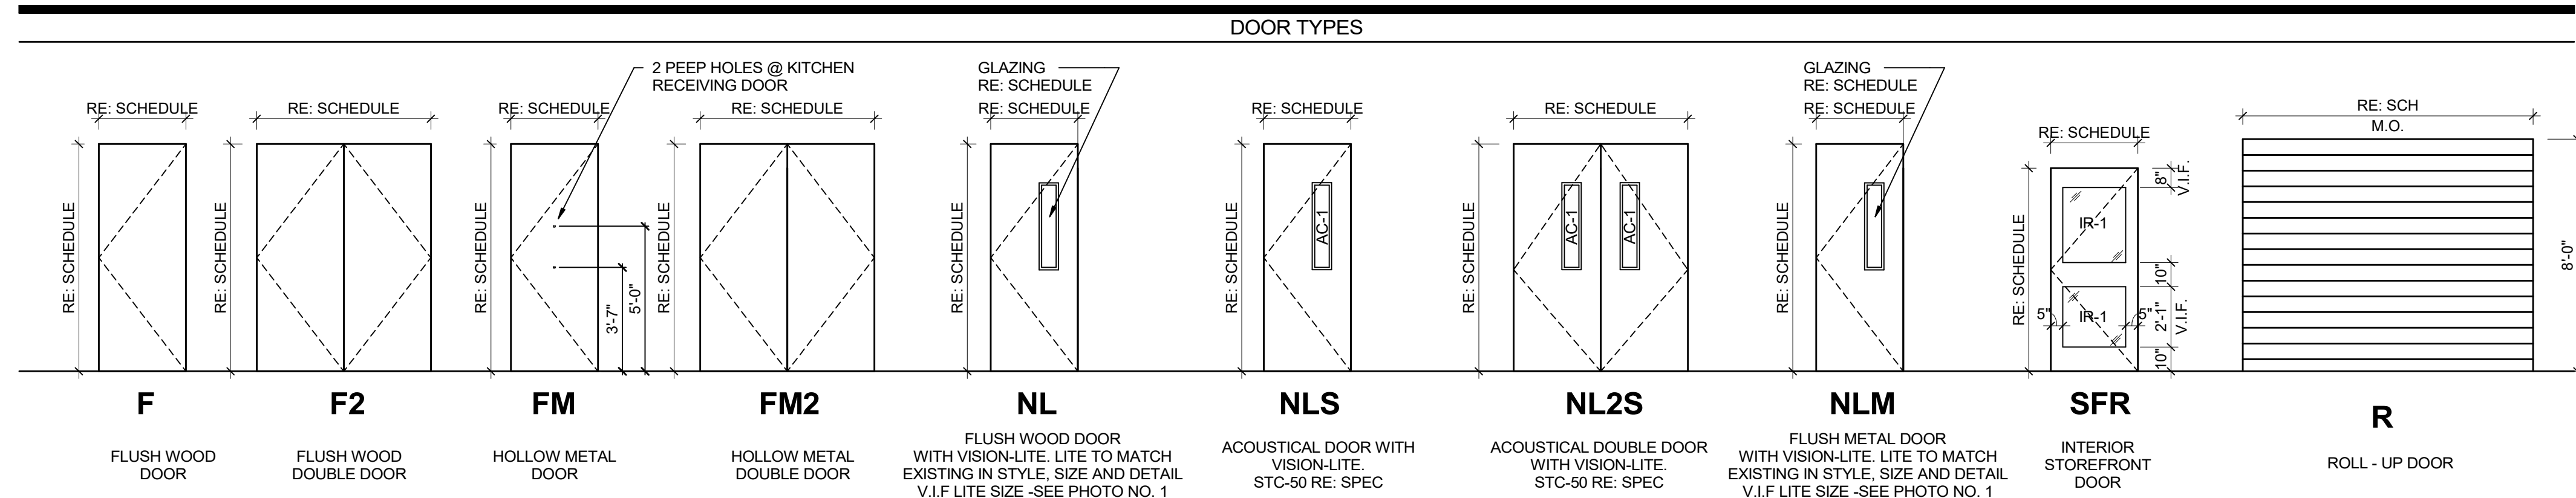 DOOR TYPES
RE: SCHEDULE
RE: SCHEDULE
F
FLUSH WOOD
DOOR
RE: SCHEDULE
RE: SCHEDULE
F2
FLUSH WOOD
DOUBLE DOOR
2 PEEP HOLES @ KITCHEN
RECEIVING DOOR
RE: SCHEDULE
RE: SCHEDULE
3'-7"
5'-0"
FM
HOLLOW METAL
DOOR
RE: SCHEDULE
RE: SCHEDULE
FM2
HOLLOW METAL
DOUBLE DOOR
GLAZING
RE: SCHEDULE
RE: SCHEDULE
RE: SCHEDULE
NL
FLUSH WOOD DOOR
WITH VISION-LITE. LITE TO MATCH
EXISTING IN STYLE, SIZE AND DETAIL
V.I.F LITE SIZE -SEE PHOTO NO. 1
RE: SCHEDULE
RE: SCHEDULE
AC-1
NLS
ACOUSTICAL DOOR WITH
VISION-LITE.
STC-50 RE: SPEC
RE: SCHEDULE
RE: SCHEDULE
AC-1
AC-1
NL2S
ACOUSTICAL DOUBLE DOOR
WITH VISION-LITE.
STC-50 RE: SPEC
GLAZING
RE: SCHEDULE
RE: SCHEDULE
RE: SCHEDULE
NLM
FLUSH METAL DOOR
WITH VISION-LITE. LITE TO MATCH
EXISTING IN STYLE, SIZE AND DETAIL
V.I.F LITE SIZE -SEE PHOTO NO. 1
RE: SCHEDULE
RE: SCHEDULE
8"
V.I.F.
IR-1
10"
5"
IR-1
5"
2'-1"
V.I.F.
10"
SFR
INTERIOR
STOREFRONT
DOOR
RE: SCH
M.O.
8'-0"
R
ROLL - UP DOOR